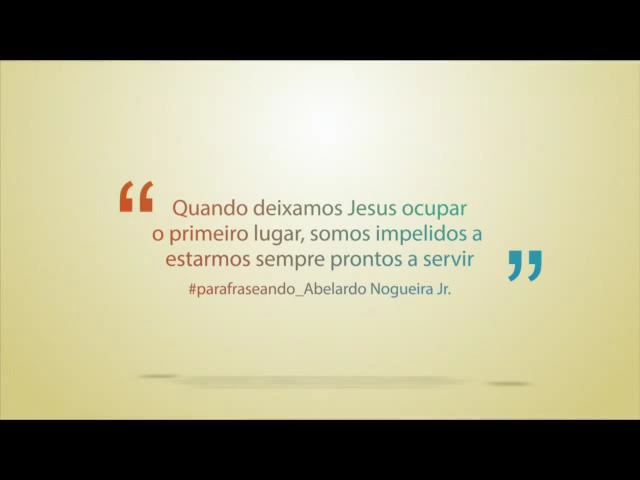 “ Quando deixamos Jesus ocupar
o primeiro lugar, somos impelidos a
estarmos sempre prontos a servir ”
#parafraseando_Abelardo Nogueira Jr.